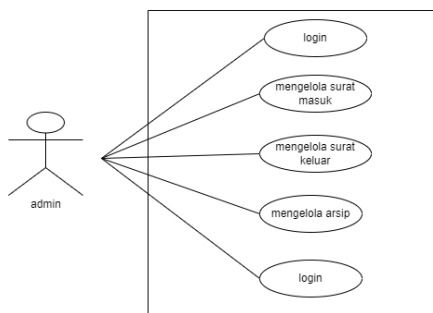 login
mengelola surat
masuk
mengelola surat
keluar
admin
mengelola arsip
login